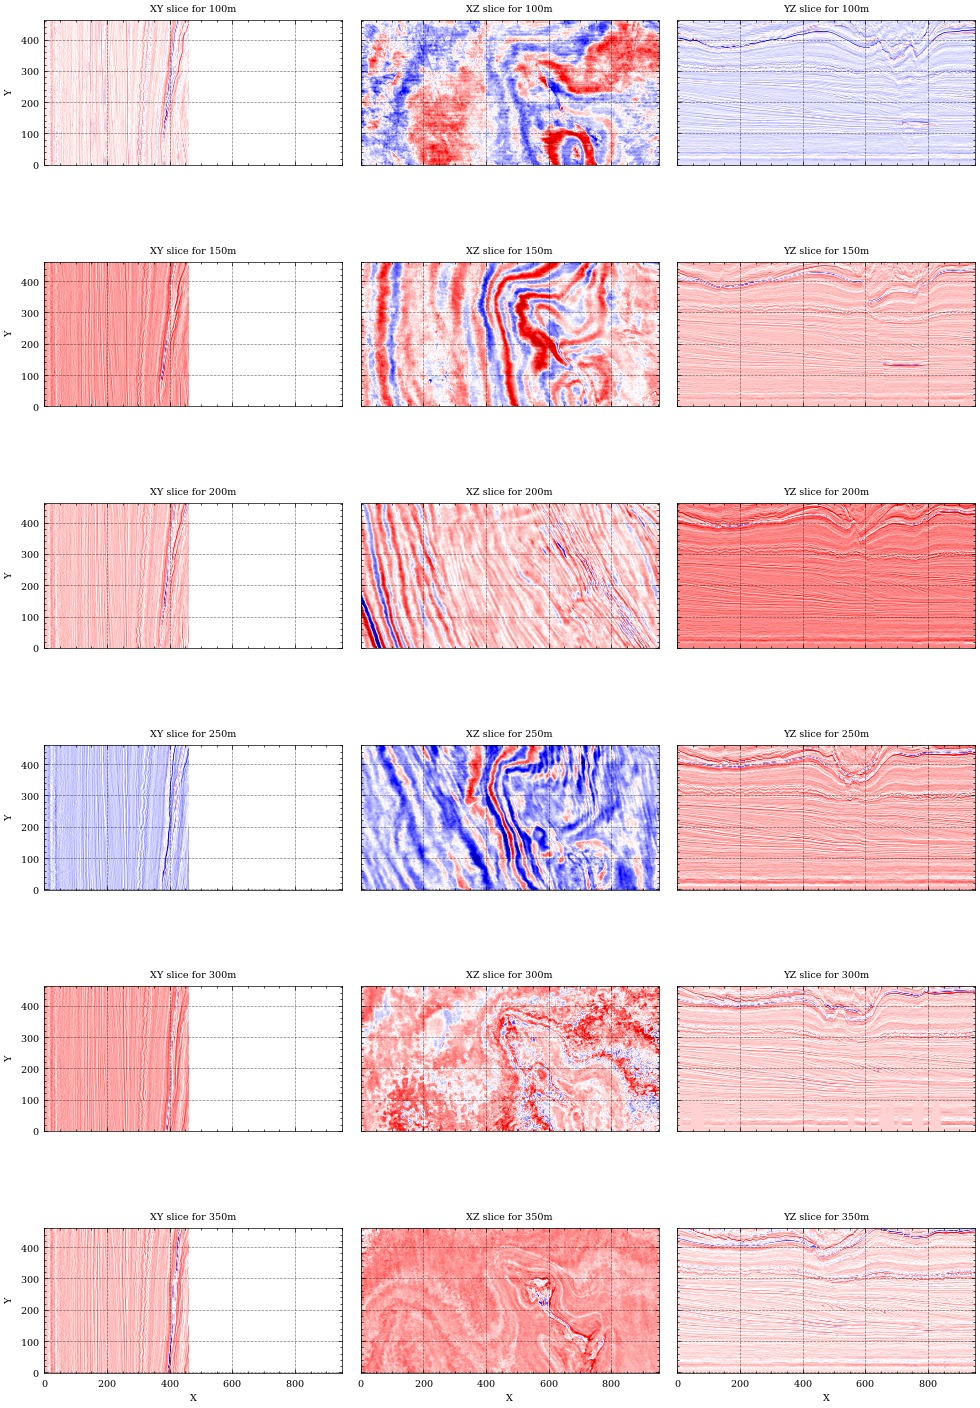 XY slice for 100m XZ slice for 100m YZ slice for 100m
400
300
Y
200
100
0
XY slice for 150m XZ slice for 150m YZ slice for 150m
400
300
Y
200
100
0
XY slice for 200m XZ slice for 200m YZ slice for 200m
400
300
Y
200
100
0
XY slice for 250m XZ slice for 250m YZ slice for 250m
400
300
Y
200
100
0
XY slice for 300m XZ slice for 300m YZ slice for 300m
400
300
Y
200
100
0
XY slice for 350m XZ slice for 350m YZ slice for 350m
400
300
Y
200
100
0
0 200 400 600 800 0 200 400 600 800 0 200 400 600 800
X X X